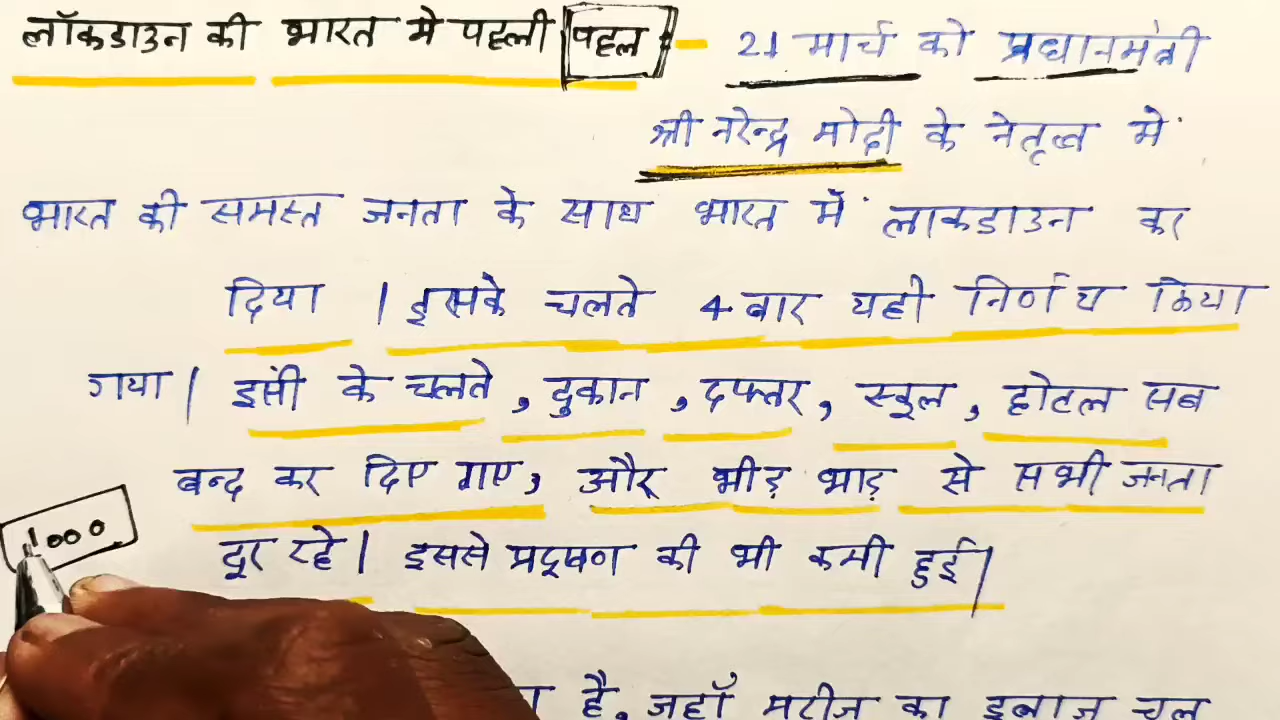 लॉकडाउन की भारत मे पहली पहल - 21 मार्च को प्रधानमंत्री
श्री नरेन्द्र मोदी के नेतृत्व मे
भारत की समस्त जनता के साथ भारत में लाकडाउन कर
दिया । इसके चलते 4 बार यही निर्णय किया
गया । इसी के चलते , दुकान , दफ्तर , स्कूल , होटल सब
बन्द कर दिए गए, और भीड़ भाड़ से सभी जनता
दूर रहे । इससे प्रदूषण की भी कमी हुई ।
1000
है, जहाँ मरीज का इलाज चल